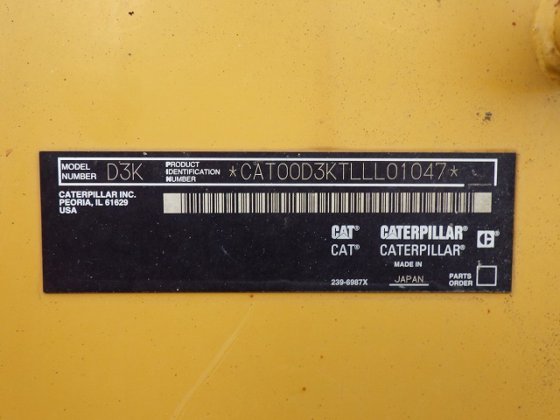 MODEL NUMBER D3K PRODUCT IDENTIFICATION NUMBER *CAT00D3KTLLL01047*
CATERPILLAR INC.
PEORIA, IL 61629
USA
CAT® CATERPILLAR®
CAT® CATERPILLAR® C
MADE IN
239-6987X JAPAN PARTS ORDER